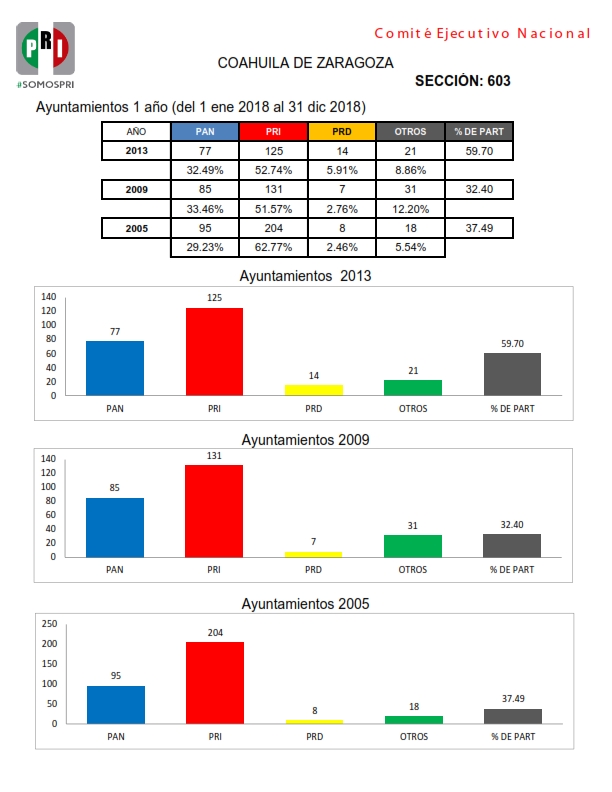 Comité Ejecutivo Nacional
PRI
#SOMOSPRI
COAHUILA DE ZARAGOZA
SECCIÓN: 603
Ayuntamientos 1 año (del 1 ene 2018 al 31 dic 2018)
AÑO PAN PRI PRD OTROS % DE PART
2013 77 125 14 21 59.70
32.49% 52.74% 5.91% 8.86%
2009 85 131 7 31 32.40
33.46% 51.57% 2.76% 12.20%
2005 95 204 8 18 37.49
29.23% 62.77% 2.46% 5.54%
Ayuntamientos 2013
140
120
100
80
60
40
20
0
77 125 14 21 59.70
PAN PRI PRD OTROS % DE PART
Ayuntamientos 2009
140
120
100
80
60
40
20
0
85 131 7 31 32.40
PAN PRI PRD OTROS % DE PART
Ayuntamientos 2005
250
200
150
100
50
0
95 204 8 18 37.49
PAN PRI PRD OTROS % DE PART